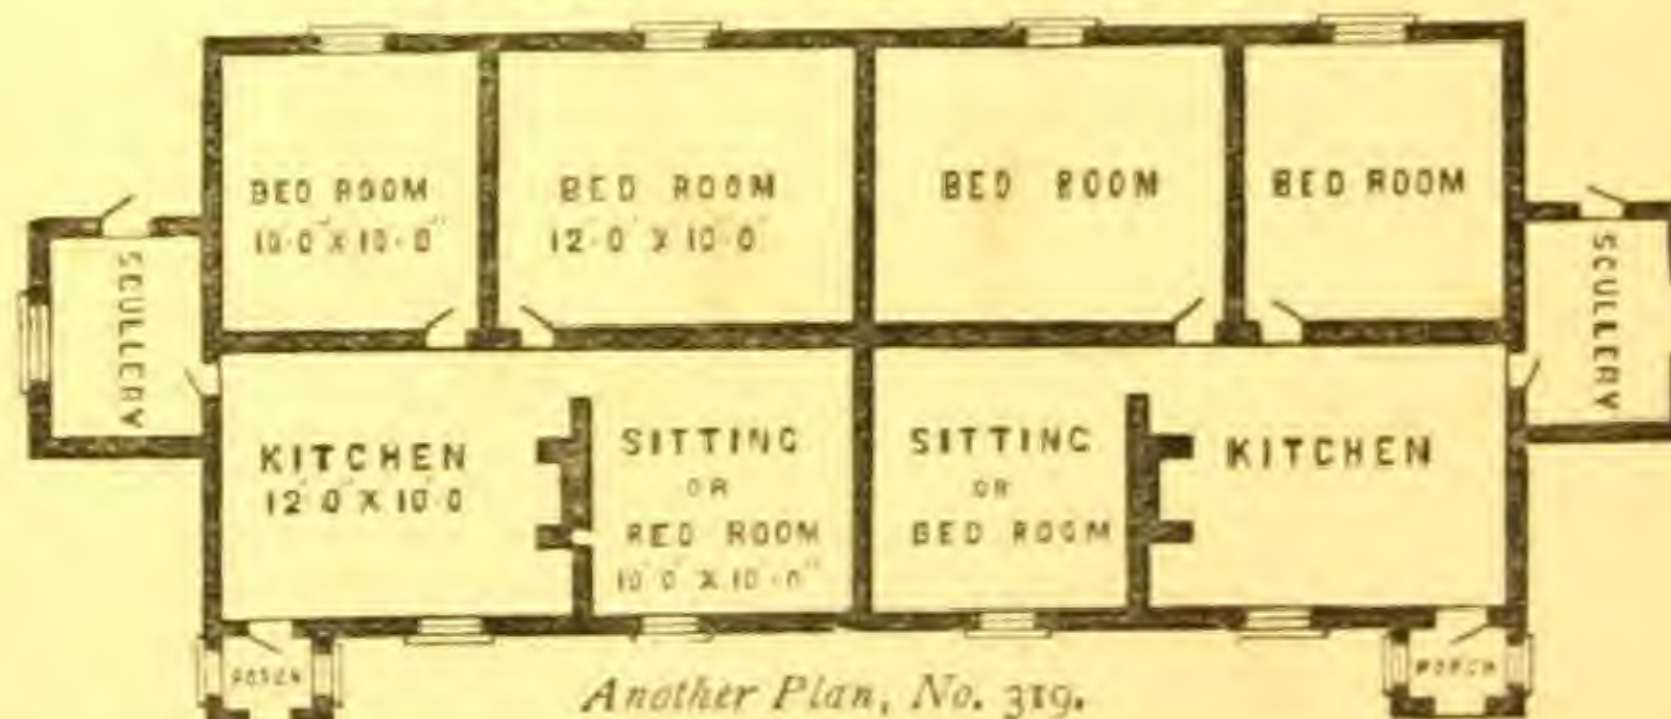 BED ROOM
10·0" X 10·0"
BED ROOM
12·0" X 10·0"
BED ROOM
BED ROOM
SCULLERY
SCULLERY
KITCHEN
12·0" X 10·0
SITTING
OR
BED ROOM
10·0" X 10·0"
SITTING
OR
BED ROOM
KITCHEN
PORCH
PORCH
Another Plan, No. 319.